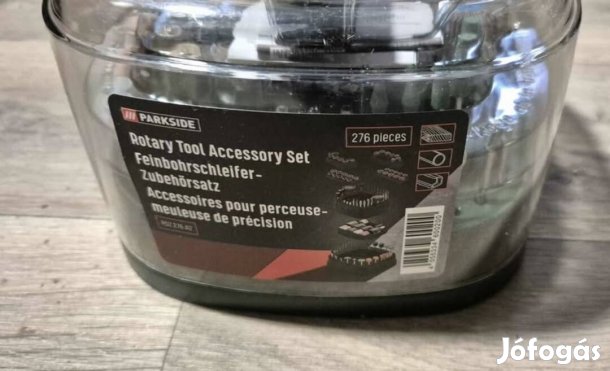 PARKSIDE
276 pieces
Rotary Tool Accessory Set
Feinbohrschleifer-
Zubehörsatz
Accessoires pour perceuse-
meuleuse de précision
Jófogás